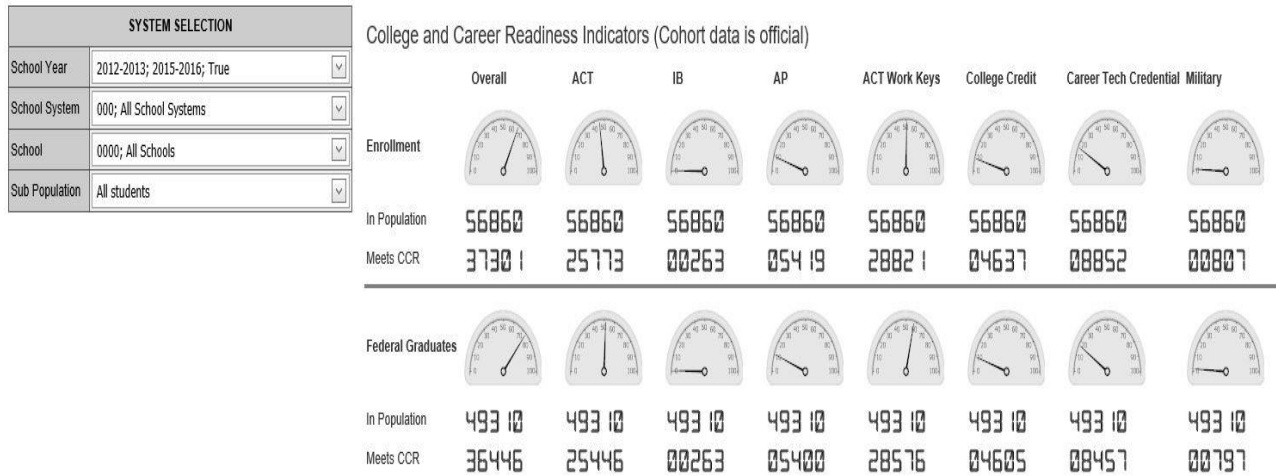 SYSTEM SELECTION
School Year 2012-2013; 2015-2016; True
School System 000; All School Systems
School 0000; All Schools
Sub Population All students
College and Career Readiness Indicators (Cohort data is official)
Overall ACT IB AP ACT Work Keys College Credit Career Tech Credential Military
Enrollment
In Population 56860 56860 56860 56860 56860 56860 56860 56860
Meets CCR 37301 25773 00263 05419 28821 04637 08852 00807
Federal Graduates
In Population 49310 49310 49310 49310 49310 49310 49310 49310
Meets CCR 36446 25446 00263 05400 28576 04605 08457 00797